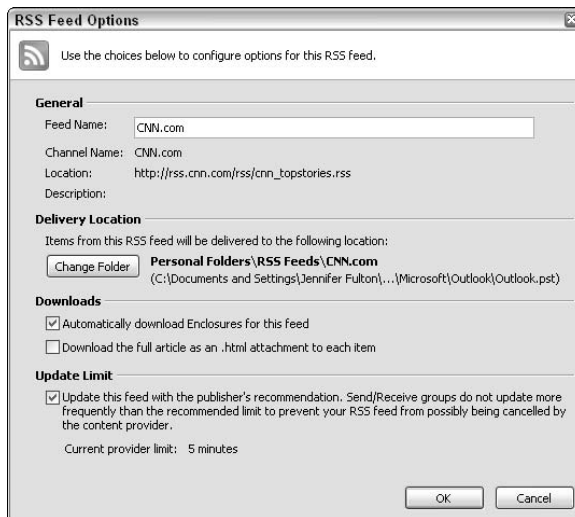 RSS Feed Options
Use the choices below to configure options for this RSS feed.
General
Feed Name: CNN.com
Channel Name: CNN.com
Location: http://rss.cnn.com/rss/cnn_topstories.rss
Description:
Delivery Location
Items from this RSS feed will be delivered to the following location:
Change Folder Personal Folders\RSS Feeds\CNN.com
(C:\Documents and Settings\Jennifer Fulton\...\Microsoft\Outlook\Outlook.pst)
Downloads
Automatically download Enclosures for this feed
Download the full article as an .html attachment to each item
Update Limit
Update this feed with the publisher's recommendation. Send/Receive groups do not update more
frequently than the recommended limit to prevent your RSS feed from possibly being cancelled by
the content provider.
Current provider limit: 5 minutes
OK Cancel